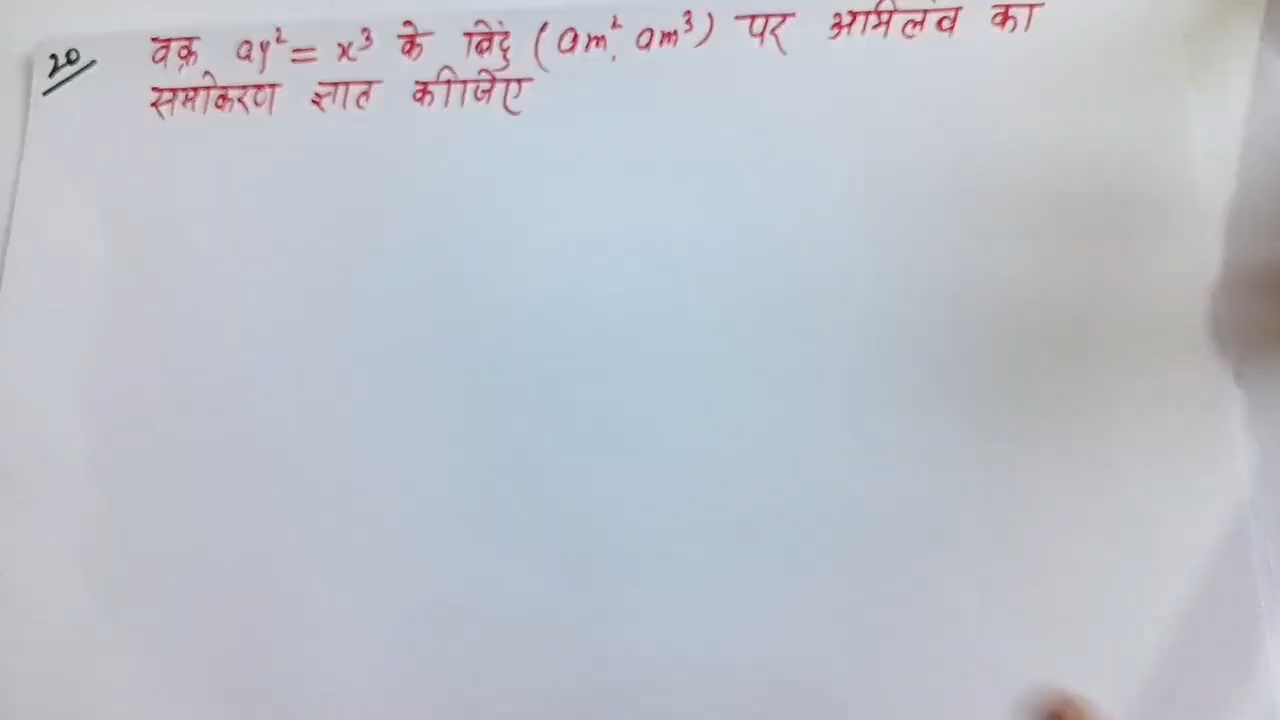 20 वक्र ay² = x³ के बिंदु (am², am³) पर अभिलंब का
समीकरण ज्ञात कीजिए